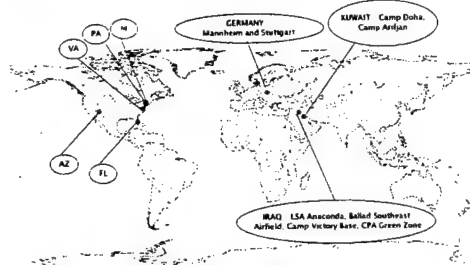 GERMANY
Mannheim and Stuttgart
KUWAIT Camp Doha,
Camp Arifjan
PA
VA
AZ
FL
IRAQ LSA Anaconda, Ballad Southeast
Airfield, Camp Victory Base, CPA Green Zone